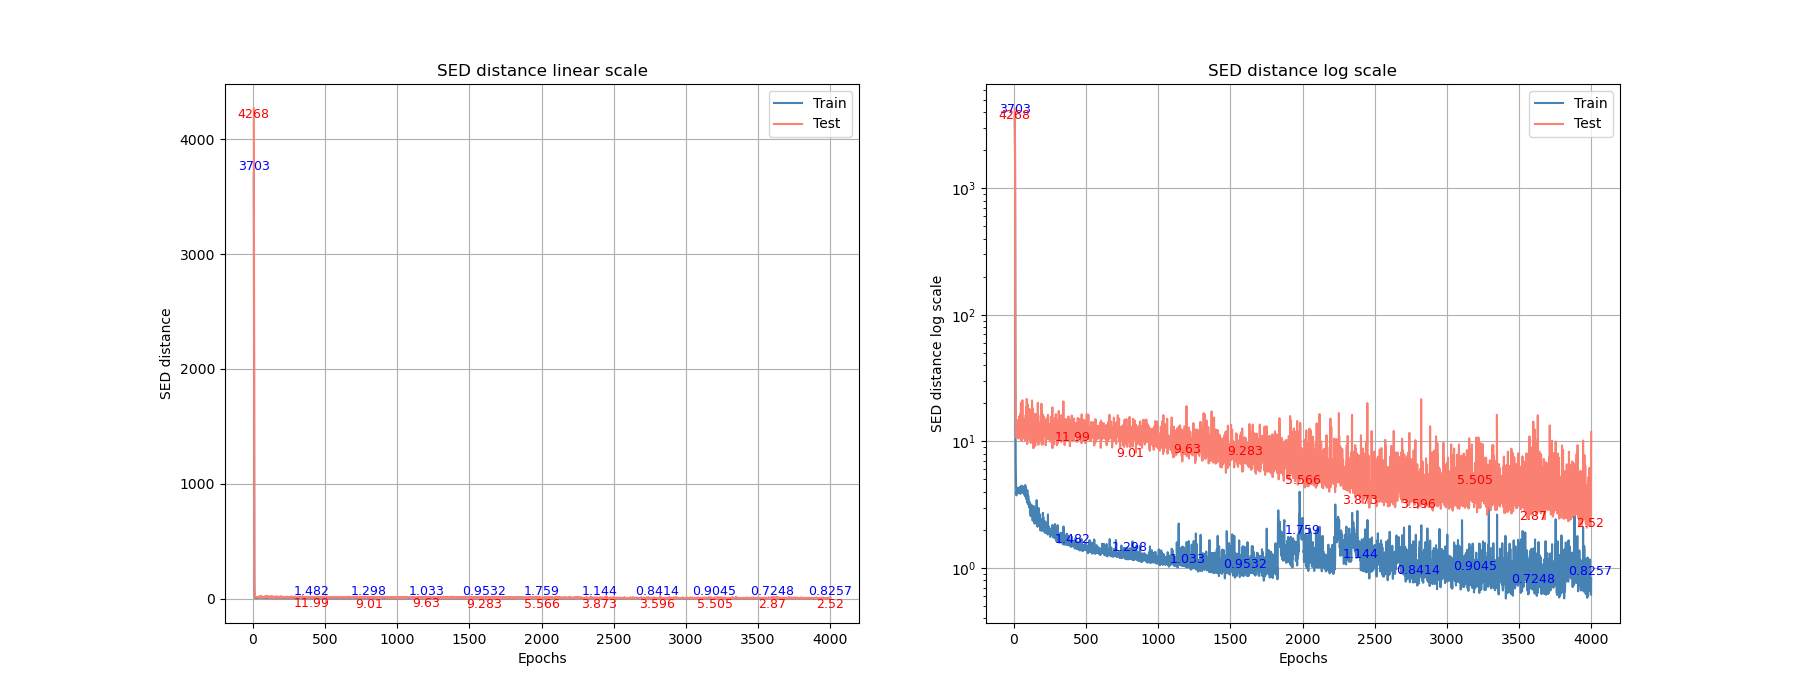 SED distance linear scale
Train
Test
4268
3703
4000
3000
2000
1000
0
SED distance
1.482 1.298 1.033 0.9532 1.759 1.144 0.8414 0.9045 0.7248 0.8257
11.99 9.01 9.63 9.283 5.566 3.873 3.596 5.505 2.87 2.52
0 500 1000 1500 2000 2500 3000 3500 4000
Epochs
SED distance log scale
Train
Test
3703
4268
10³
10²
10¹
10⁰
SED distance log scale
11.99 9.01 9.63 9.283 5.566 3.873 3.596 5.505 2.87 2.52
1.482 1.298 1.033 0.9532 1.759 1.144 0.8414 0.9045 0.7248 0.8257
0 500 1000 1500 2000 2500 3000 3500 4000
Epochs